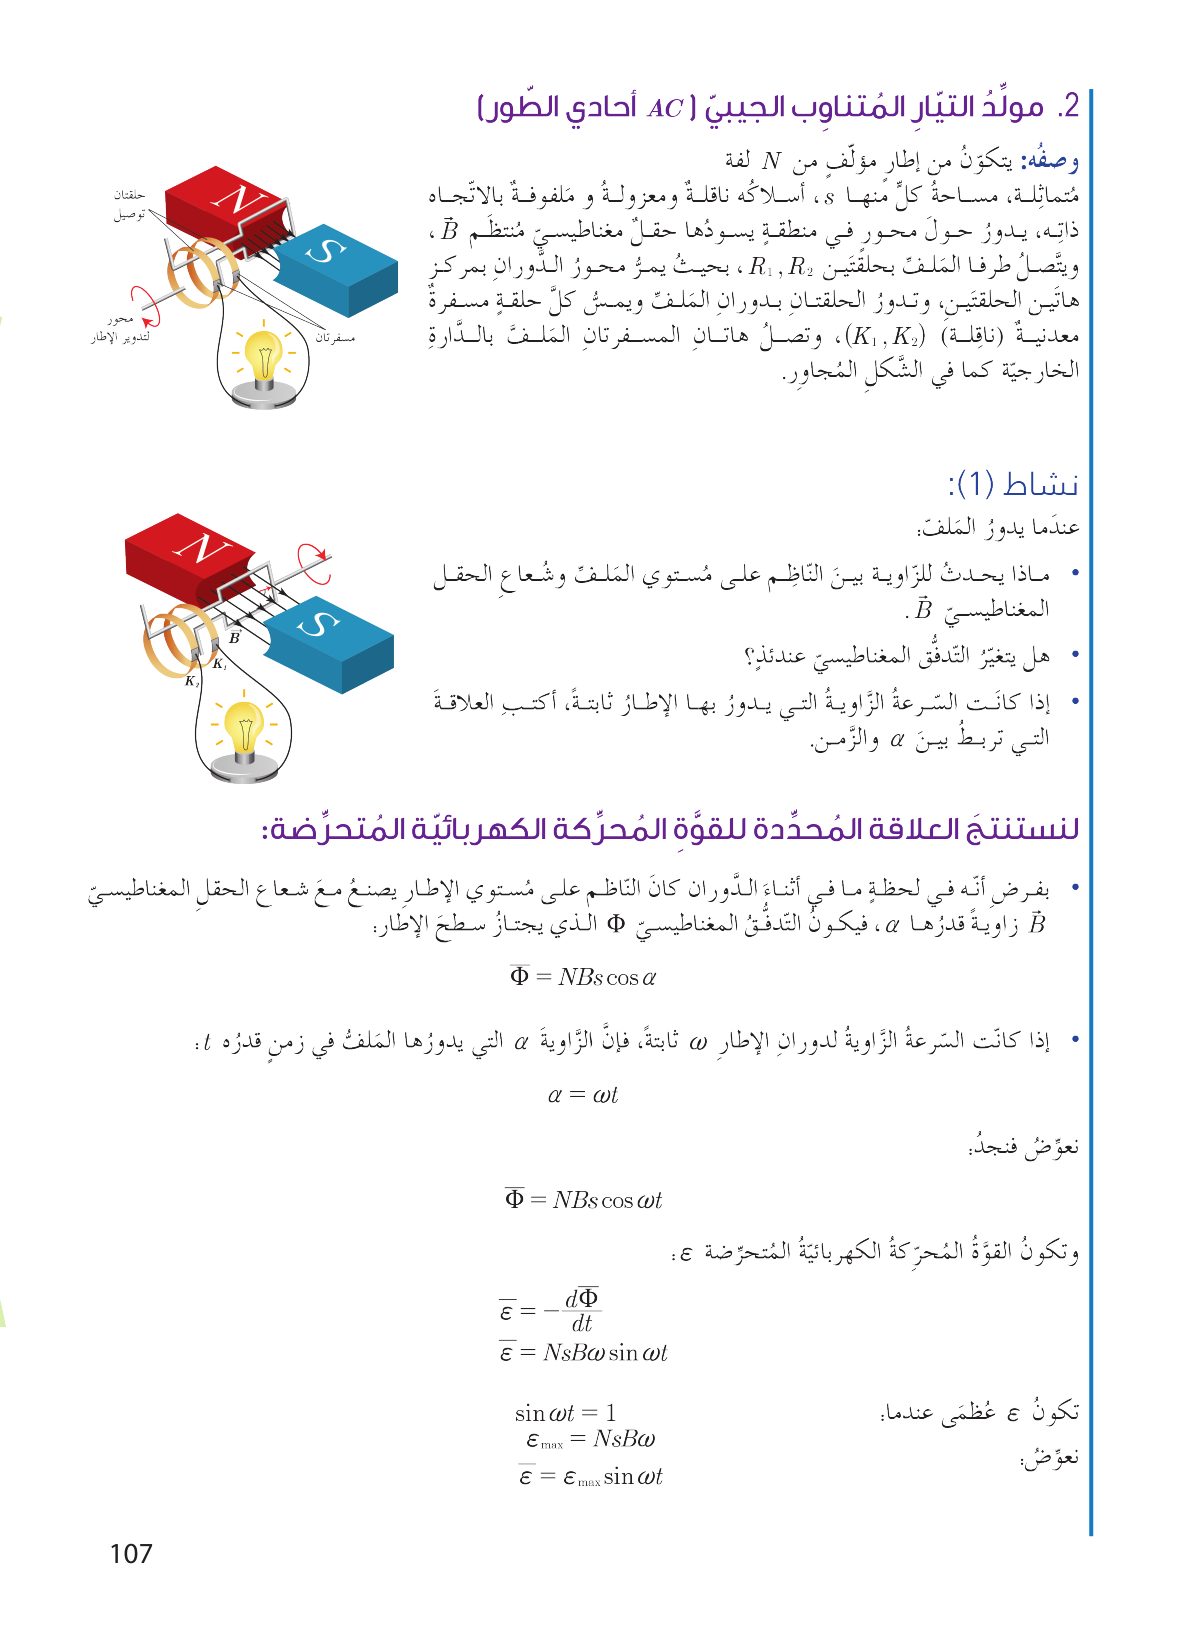 2. مولِّدُ التيّارِ المُتناوِب الجيبيّ (AC أحادي الطّور)
وصفُه: يتكوّنُ من إطارٍ مؤلّفٍ من N لفة
مُتماثِلة، مساحةُ كلٍّ منها s، أسلاكُه ناقلةٌ ومعزولةٌ و مَلفوفةٌ بالاتّجاه
ذاتِه، يدورُ حولَ محورٍ في منطقةٍ يسودُها حقلٌ مغناطيسيّ مُنتظَم B⃗،
ويتَّصلُ طرفا المَلفِّ بحلقَتَين R₁, R₂، بحيثُ يمرُّ محورُ الدَّورانِ بمركز
هاتَين الحلقتَينِ، وتدورُ الحلقتانِ بدورانِ المَلفِّ ويمسُّ كلَّ حلقةٍ مسفرةٌ
معدنيةٌ (ناقِلة) (K₁, K₂)، وتصلُ هاتانِ المسفرتانِ المَلفَّ بالدَّارةِ
الخارجيّة كما في الشَّكلِ المُجاوِر.
حلقتان
توصيل
N
S
محور
لتدوير الإطار
مسفرتان
نشاط (1):
عندَما يدورُ المَلفّ:
• ماذا يحدثُ للزّاوية بينَ النّاظِم على مُستوي المَلفِّ وشُعاعِ الحقل
المغناطيسيّ B⃗.
• هل يتغيّرُ التّدفُّق المغناطيسيّ عندئذٍ؟
• إذا كانَت السّرعةُ الزَّاويةُ التي يدورُ بها الإطارُ ثابتةً، أكتبِ العلاقةَ
التي تربطُ بينَ α والزَّمن.
N
S
B⃗
K₁
K₂
لنستنتجَ العلاقة المُحدِّدة للقوَّةِ المُحرِّكة الكهربائيّة المُتحرِّضة:
• بفرضِ أنّه في لحظةٍ ما في أثناءَ الدَّوران كانَ النّاظم على مُستوي الإطارِ يصنعُ معَ شعاع الحقلِ المغناطيسيّ
B⃗ زاويةً قدرُها α، فيكونُ التّدفُّقُ المغناطيسيّ Φ الذي يجتازُ سطحَ الإطار:
Φ̅ = NBs cos α
• إذا كانَت السّرعةُ الزَّاويةُ لدورانِ الإطارِ ω ثابتةً، فإنَّ الزَّاويةَ α التي يدورُها المَلفُّ في زمنٍ قدرُه t:
α = ωt
نعوِّضُ فنجدُ:
Φ̅ = NBs cos ωt
وتكونُ القوَّةُ المُحرّكةُ الكهربائيّةُ المُتحرِّضة ε:
ε̅ = − dΦ̅/dt
ε̅ = NsBω sin ωt
تكونُ ε عُظمَى عندما: sin ωt = 1
ε_max = NsBω
نعوِّضُ:
ε̅ = ε_max sin ωt
107